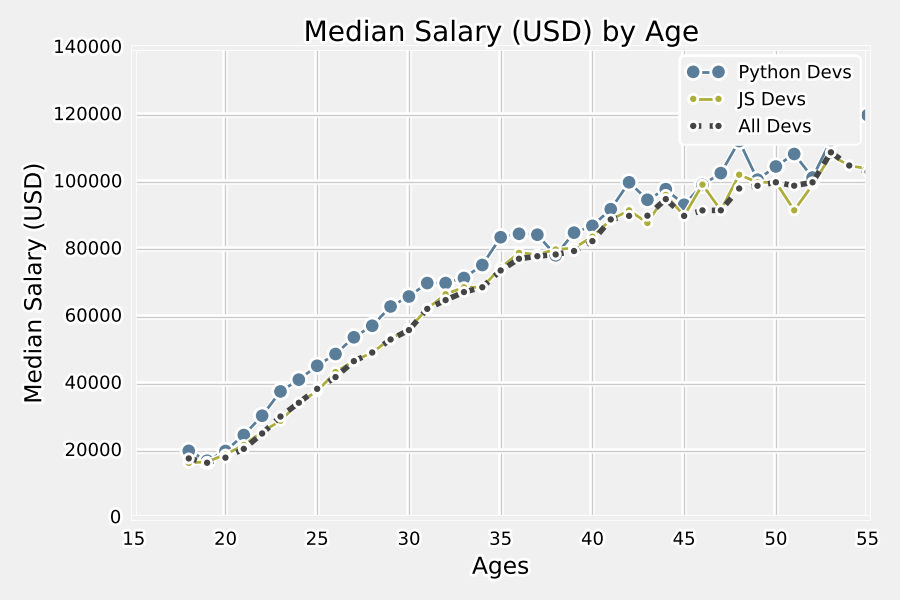 Median Salary (USD) by Age
140000
120000
100000
80000
60000
40000
20000
0
Median Salary (USD)
Python Devs
JS Devs
All Devs
15 20 25 30 35 40 45 50 55
Ages